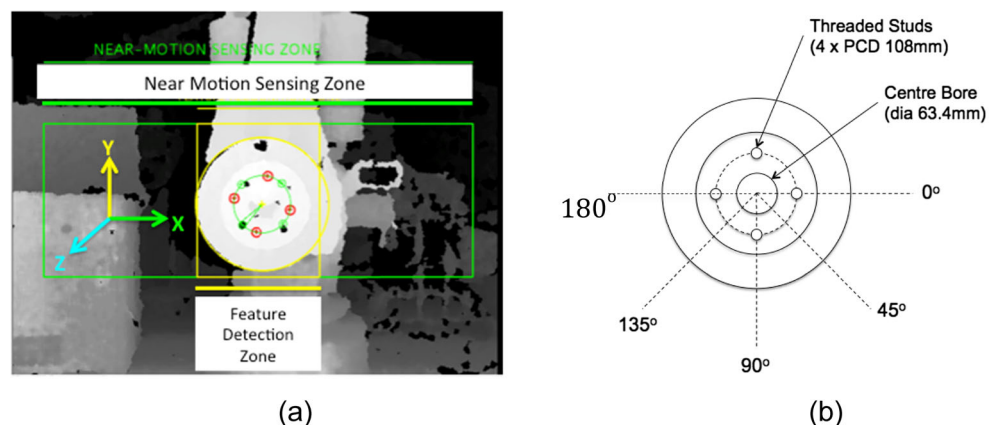 NEAR-MOTION SENSING ZONE
Near Motion Sensing Zone
Y
X
Z
Feature
Detection
Zone
(a)
Threaded Studs
(4 x PCD 108mm)
Centre Bore
(dia 63.4mm)
180°
0°
45°
135°
90°
(b)